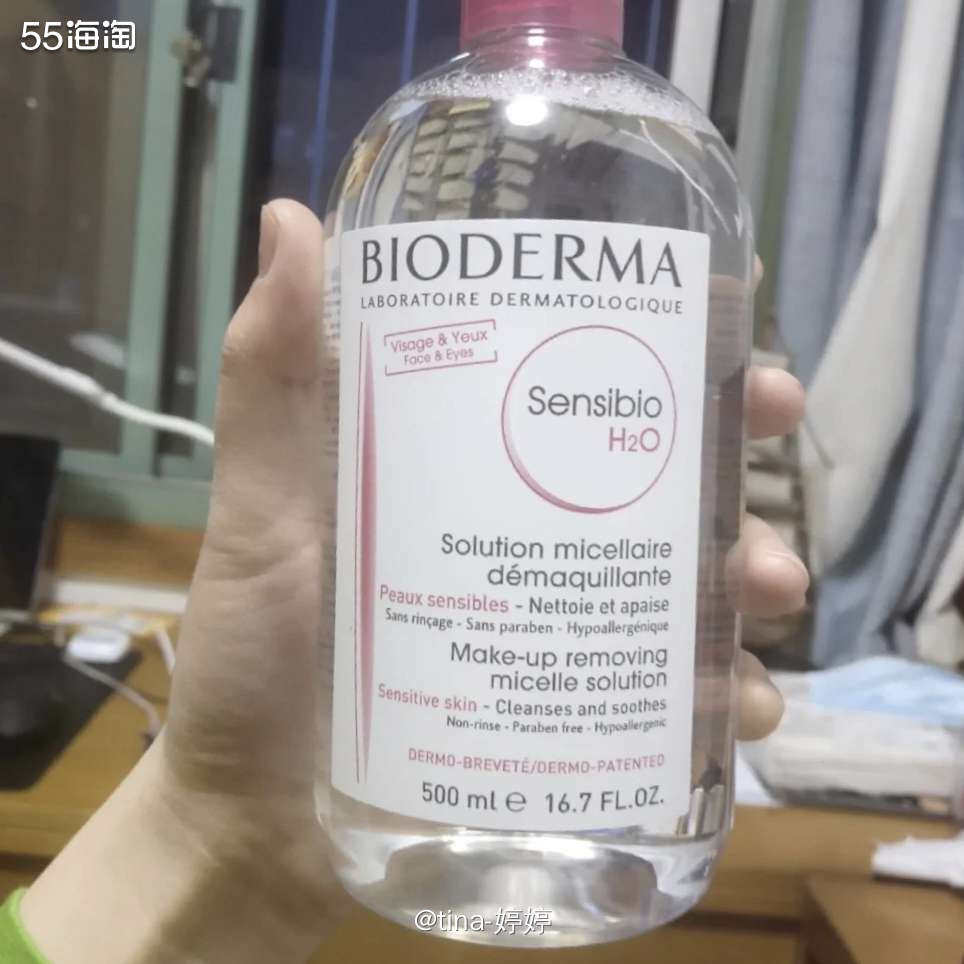 55海淘
BIODERMA
LABORATOIRE DERMATOLOGIQUE
Visage & Yeux
Face & Eyes
Sensibio
H2O
Solution micellaire
démaquillante
Peaux sensibles - Nettoie et apaise
Sans rinçage - Sans paraben - Hypoallergénique
Make-up removing
micelle solution
Sensitive skin - Cleanses and soothes
Non-rinse - Paraben free - Hypoallergenic
DERMO-BREVETÉ/DERMO-PATENTED
500 ml e 16.7 FL.OZ.
@tina-婷婷